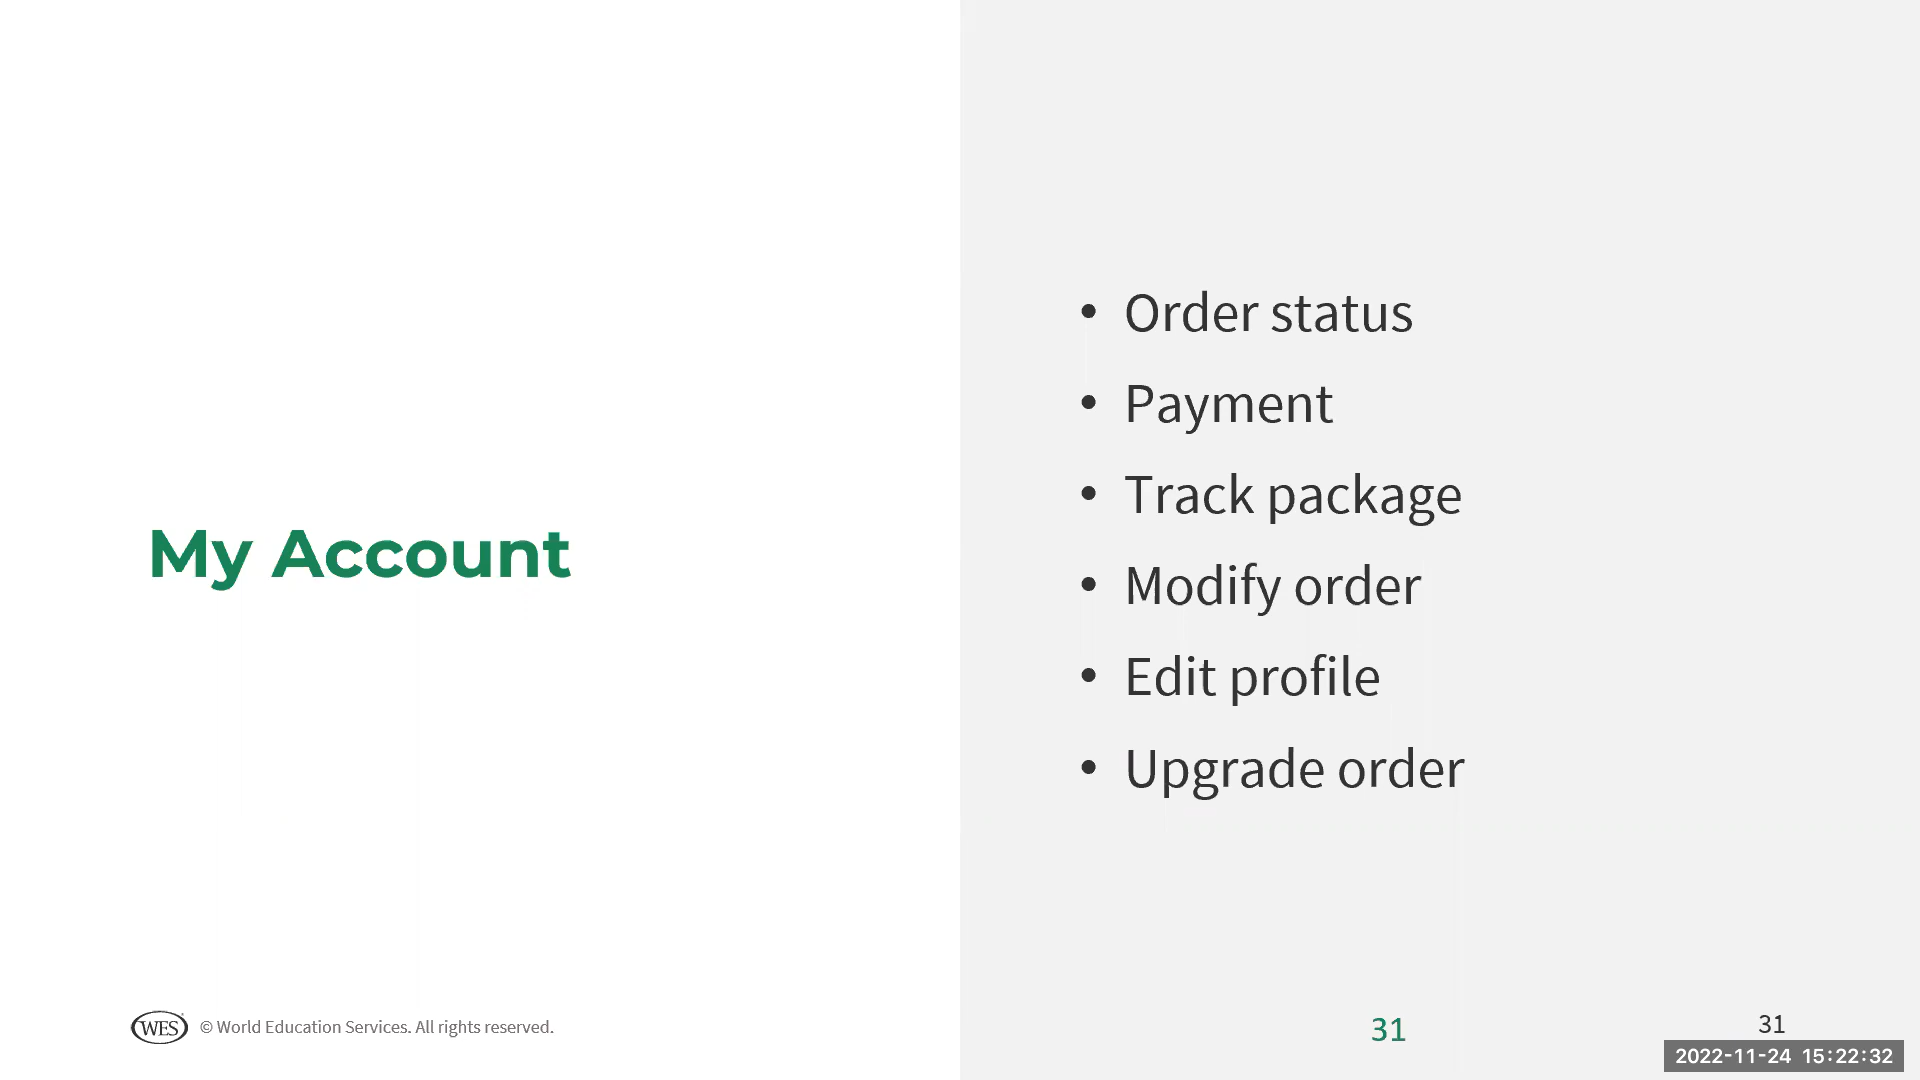 My Account
• Order status
• Payment
• Track package
• Modify order
• Edit profile
• Upgrade order
WES
© World Education Services. All rights reserved.
31
31
2022-11-24 15:22:32